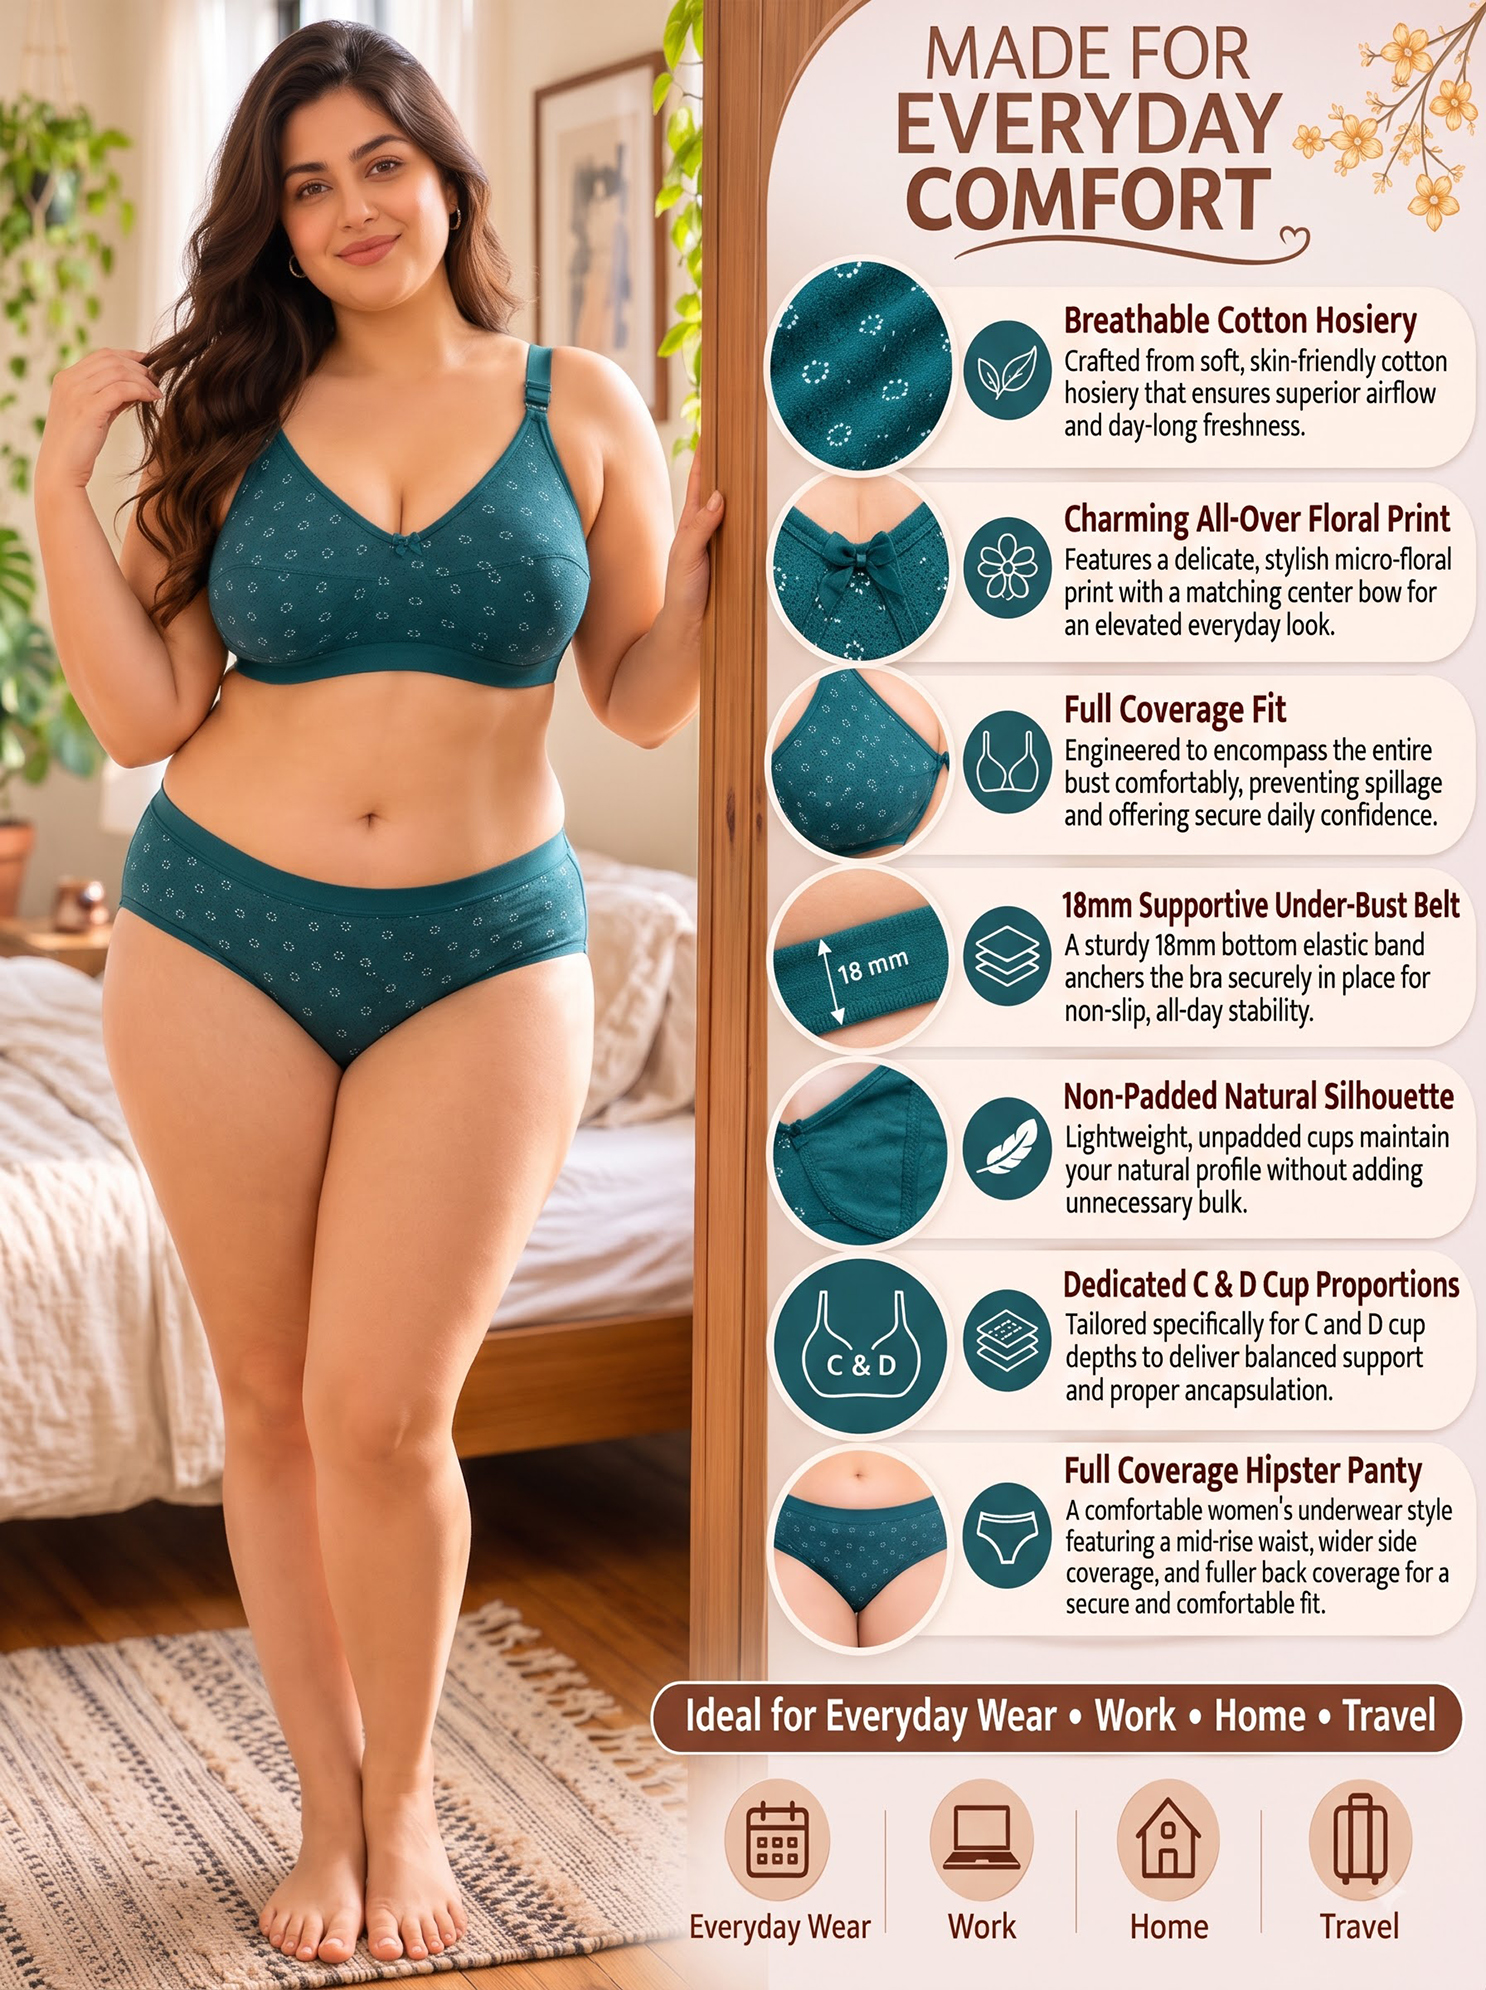 MADE FOR
EVERYDAY
COMFORT
Breathable Cotton Hosiery
Crafted from soft, skin-friendly cotton
hosiery that ensures superior airflow
and day-long freshness.
Charming All-Over Floral Print
Features a delicate, stylish micro-floral
print with a matching center bow for
an elevated everyday look.
Full Coverage Fit
Engineered to encompass the entire
bust comfortably, preventing spillage
and offering secure daily confidence.
18 mm
18mm Supportive Under-Bust Belt
A sturdy 18mm bottom elastic band
anchers the bra securely in place for
non-slip, all-day stability.
Non-Padded Natural Silhouette
Lightweight, unpadded cups maintain
your natural profile without adding
unnecessary bulk.
C & D
Dedicated C & D Cup Proportions
Tailored specifically for C and D cup
depths to deliver balanced support
and proper ancapsulation.
Full Coverage Hipster Panty
A comfortable women's underwear style
featuring a mid-rise waist, wider side
coverage, and fuller back coverage for a
secure and comfortable fit.
Ideal for Everyday Wear • Work • Home • Travel
Everyday Wear
Work
Home
Travel